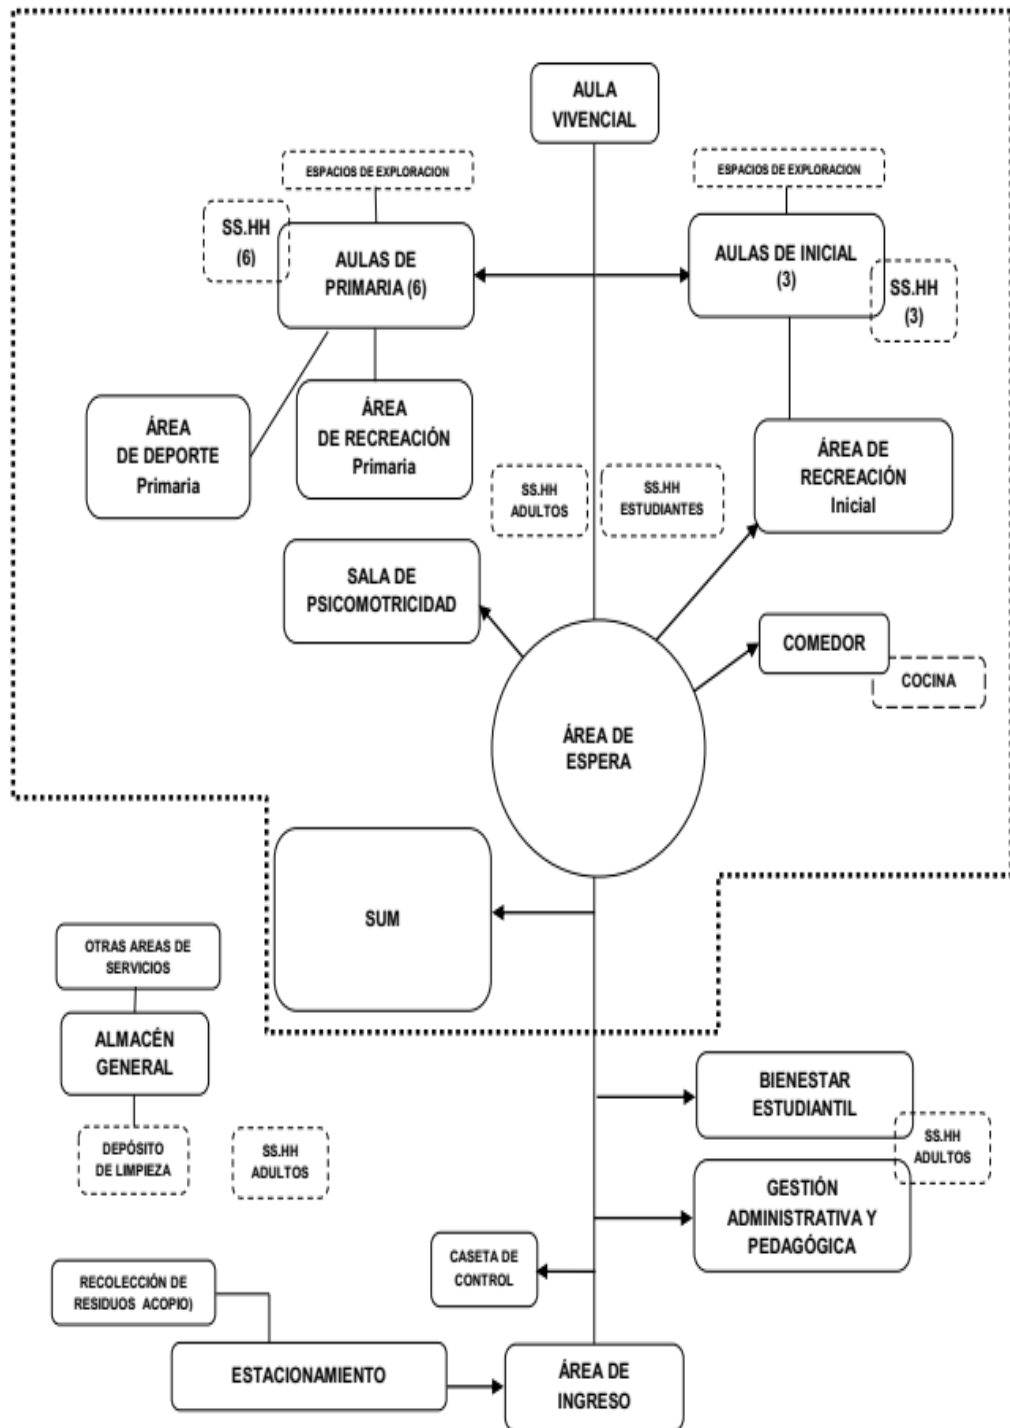 AULA
VIVENCIAL
ESPACIOS DE EXPLORACION
ESPACIOS DE EXPLORACION
SS.HH
(6)
AULAS DE
PRIMARIA (6)
AULAS DE INICIAL
(3)
SS.HH
(3)
ÁREA
DE DEPORTE
Primaria
ÁREA
DE RECREACIÓN
Primaria
ÁREA DE
RECREACIÓN
Inicial
SS.HH
ADULTOS
SS.HH
ESTUDIANTES
SALA DE
PSICOMOTRICIDAD
COMEDOR
COCINA
ÁREA DE
ESPERA
SUM
OTRAS AREAS DE
SERVICIOS
ALMACÉN
GENERAL
DEPÓSITO
DE LIMPIEZA
SS.HH
ADULTOS
BIENESTAR
ESTUDIANTIL
SS.HH
ADULTOS
GESTIÓN
ADMINISTRATIVA Y
PEDAGÓGICA
CASETA DE
CONTROL
RECOLECCIÓN DE
RESIDUOS ACOPIO)
ESTACIONAMIENTO
ÁREA DE
INGRESO